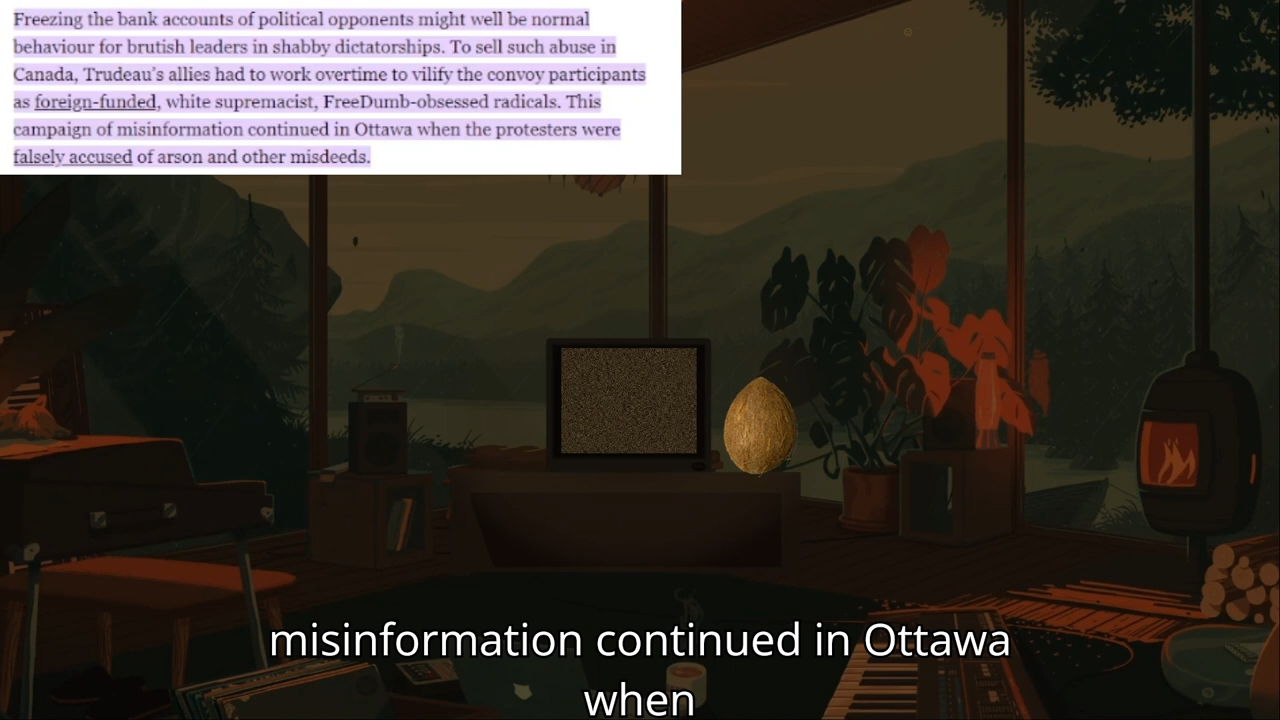 Freezing the bank accounts of political opponents might well be normal
behaviour for brutish leaders in shabby dictatorships. To sell such abuse in
Canada, Trudeau's allies had to work overtime to vilify the convoy participants
as foreign-funded, white supremacist, FreeDumb-obsessed radicals. This
campaign of misinformation continued in Ottawa when the protesters were
falsely accused of arson and other misdeeds.
misinformation continued in Ottawa
when